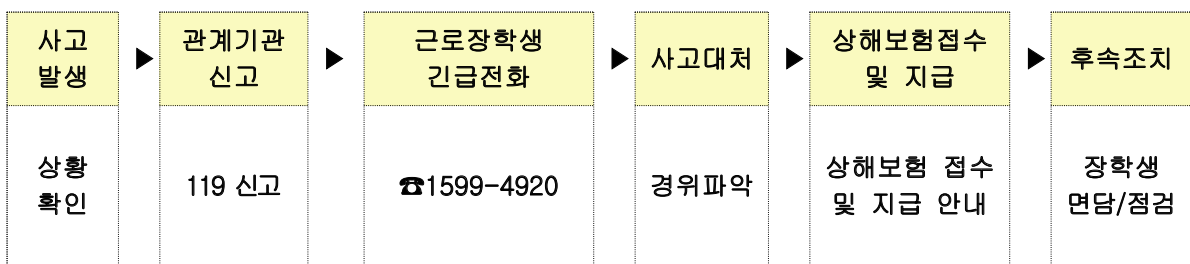 사고
발생
▶
관계기관
신고
▶
근로장학생
긴급전화
▶
사고대처
▶
상해보험접수
및 지급
▶
후속조치
상황
확인
119 신고
☎1599-4920
경위파악
상해보험 접수
및 지급 안내
장학생
면담/점검